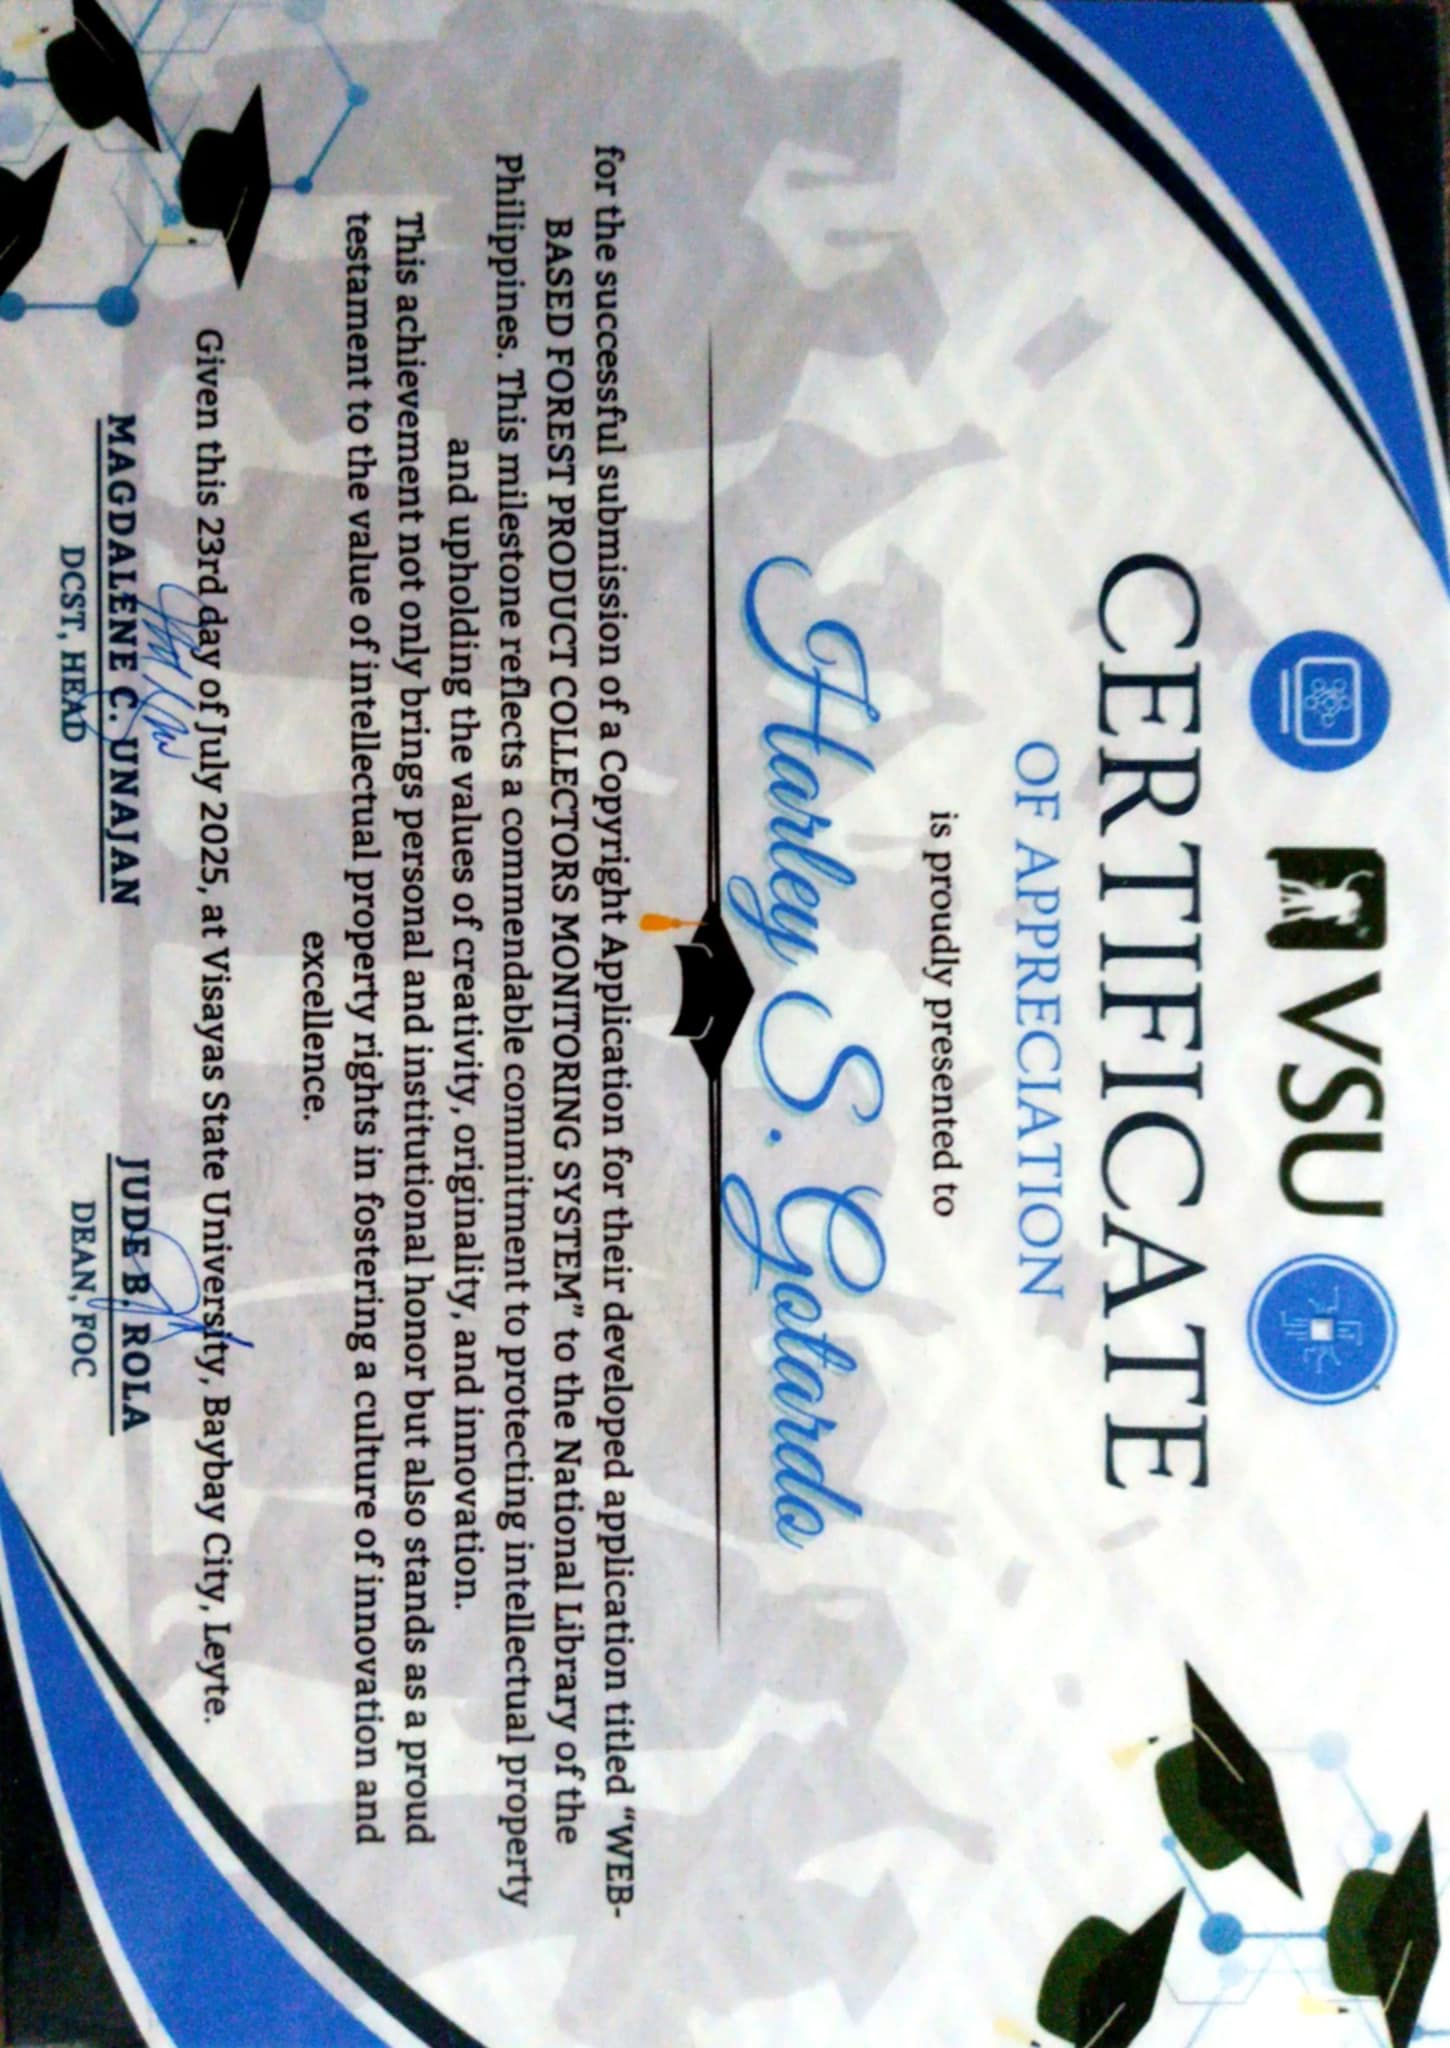 VSU
CERTIFICATE
OF APPRECIATION
is proudly presented to
Harley S. Gotardo
for the successful submission of a Copyright Application for their developed application titled “WEB-
BASED FOREST PRODUCT COLLECTORS MONITORING SYSTEM” to the National Library of the
Philippines. This milestone reflects a commendable commitment to protecting intellectual property
and upholding the values of creativity, originality, and innovation.
This achievement not only brings personal and institutional honor but also stands as a proud
testament to the value of intellectual property rights in fostering a culture of innovation and
excellence.
Given this 23rd day of July 2025, at Visayas State University, Baybay City, Leyte.
MAGDALENE C. UNAJAN
DCST, HEAD
JUDE B. ROLA
DEAN, FOC